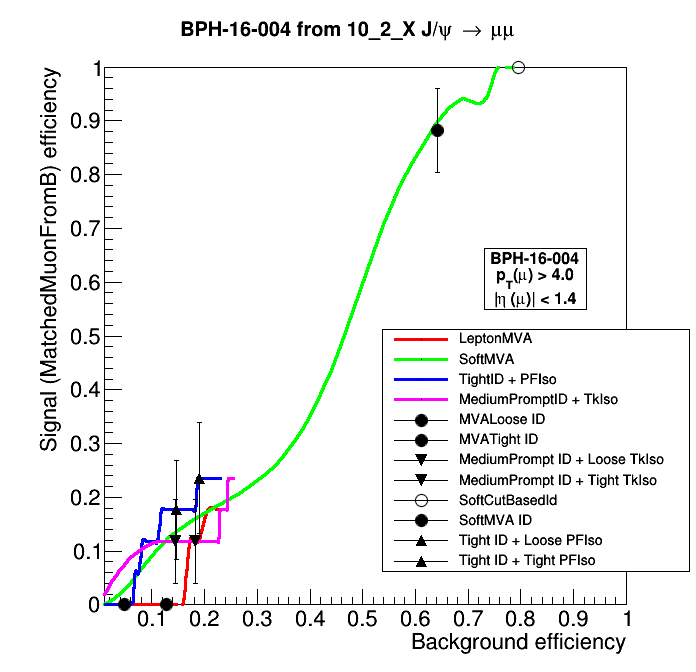 BPH-16-004 from 10_2_X J/ψ → μμ
Signal (MatchedMuonFromB) efficiency
1
0.9
0.8
0.7
0.6
0.5
0.4
0.3
0.2
0.1
0
BPH-16-004
p_T(μ) > 4.0
|η (μ)| < 1.4
LeptonMVA
SoftMVA
TightID + PFIso
MediumPromptID + TkIso
MVALoose ID
MVATight ID
MediumPrompt ID + Loose TkIso
MediumPrompt ID + Tight TkIso
SoftCutBasedId
SoftMVA ID
Tight ID + Loose PFIso
Tight ID + Tight PFIso
0.1 0.2 0.3 0.4 0.5 0.6 0.7 0.8 0.9 1
Background efficiency